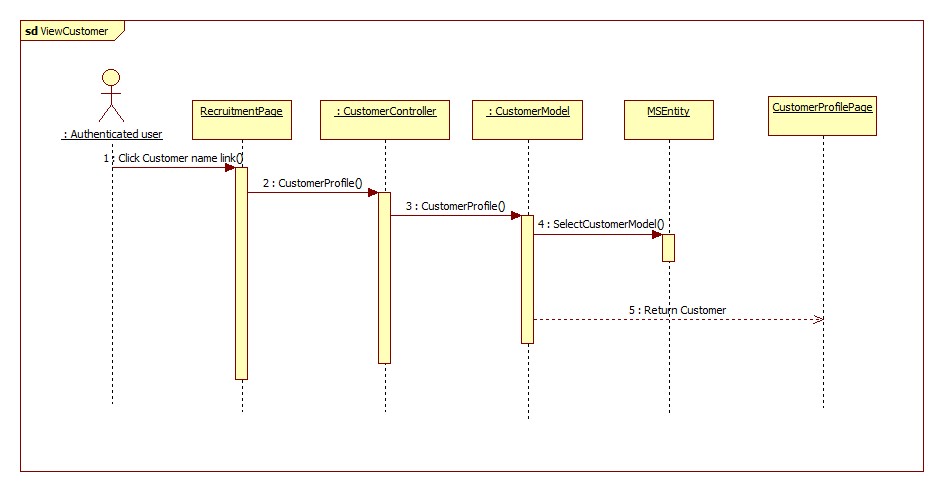 sd ViewCustomer
: Authenticated user
RecruitmentPage
: CustomerController
: CustomerModel
MSEntity
CustomerProfilePage
1 : Click Customer name link()
2 : CustomerProfile()
3 : CustomerProfile()
4 : SelectCustomerModel()
5 : Return Customer